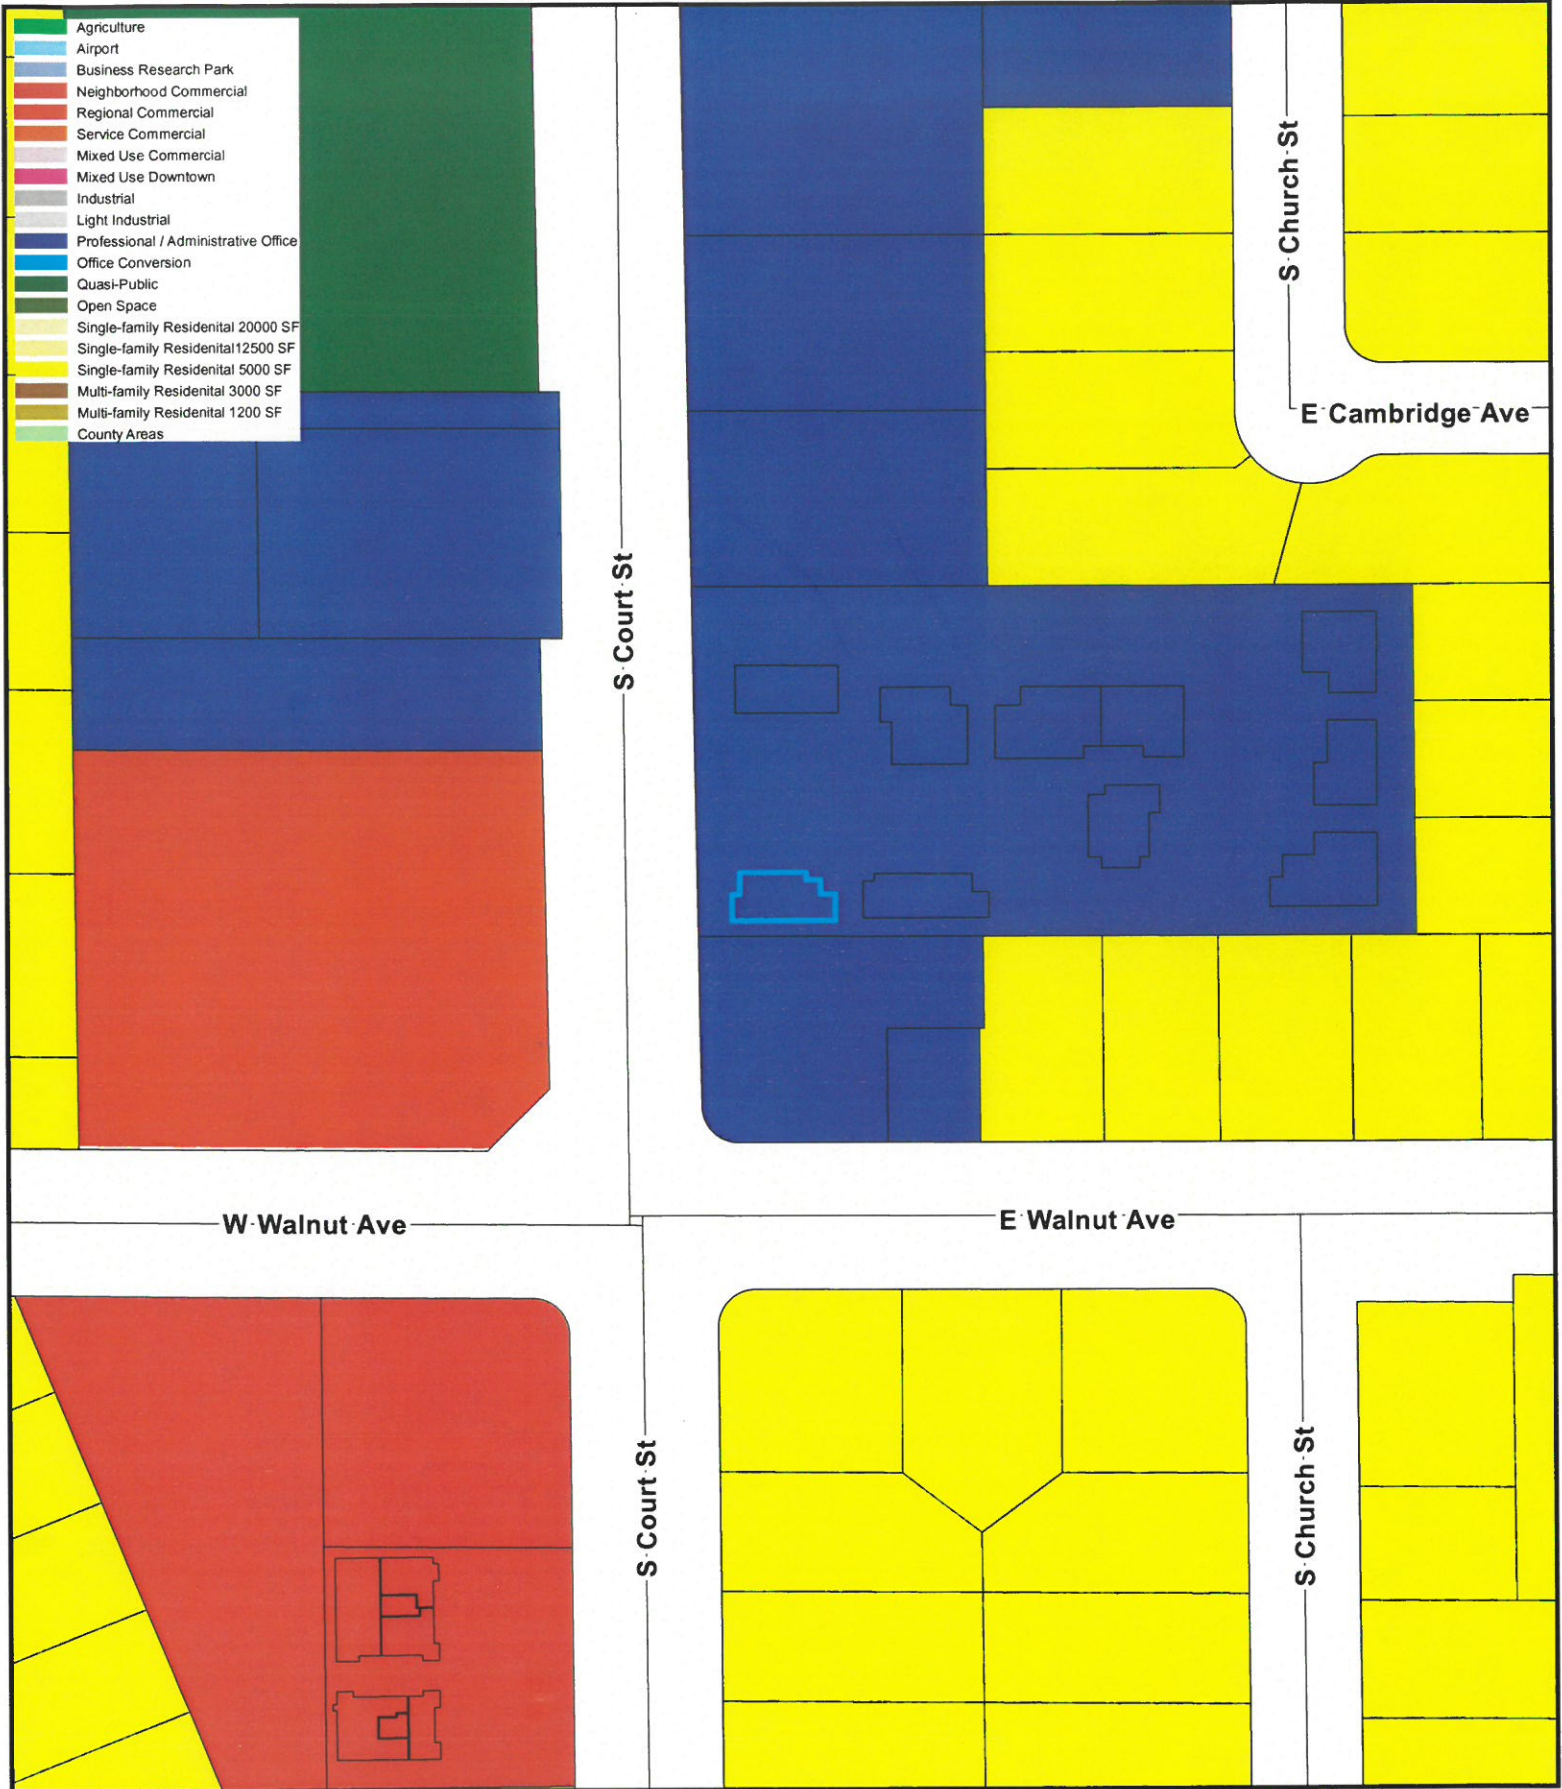 Agriculture
Airport
Business Research Park
Neighborhood Commercial
Regional Commercial
Service Commercial
Mixed Use Commercial
Mixed Use Downtown
Industrial
Light Industrial
Professional / Administrative Office
Office Conversion
Quasi-Public
Open Space
Single-family Residenital 20000 SF
Single-family Residenital12500 SF
Single-family Residenital 5000 SF
Multi-family Residenital 3000 SF
Multi-family Residenital 1200 SF
County Areas
S Church St
E Cambridge Ave
S Court St
W Walnut Ave
E Walnut Ave
S Court St
S Church St